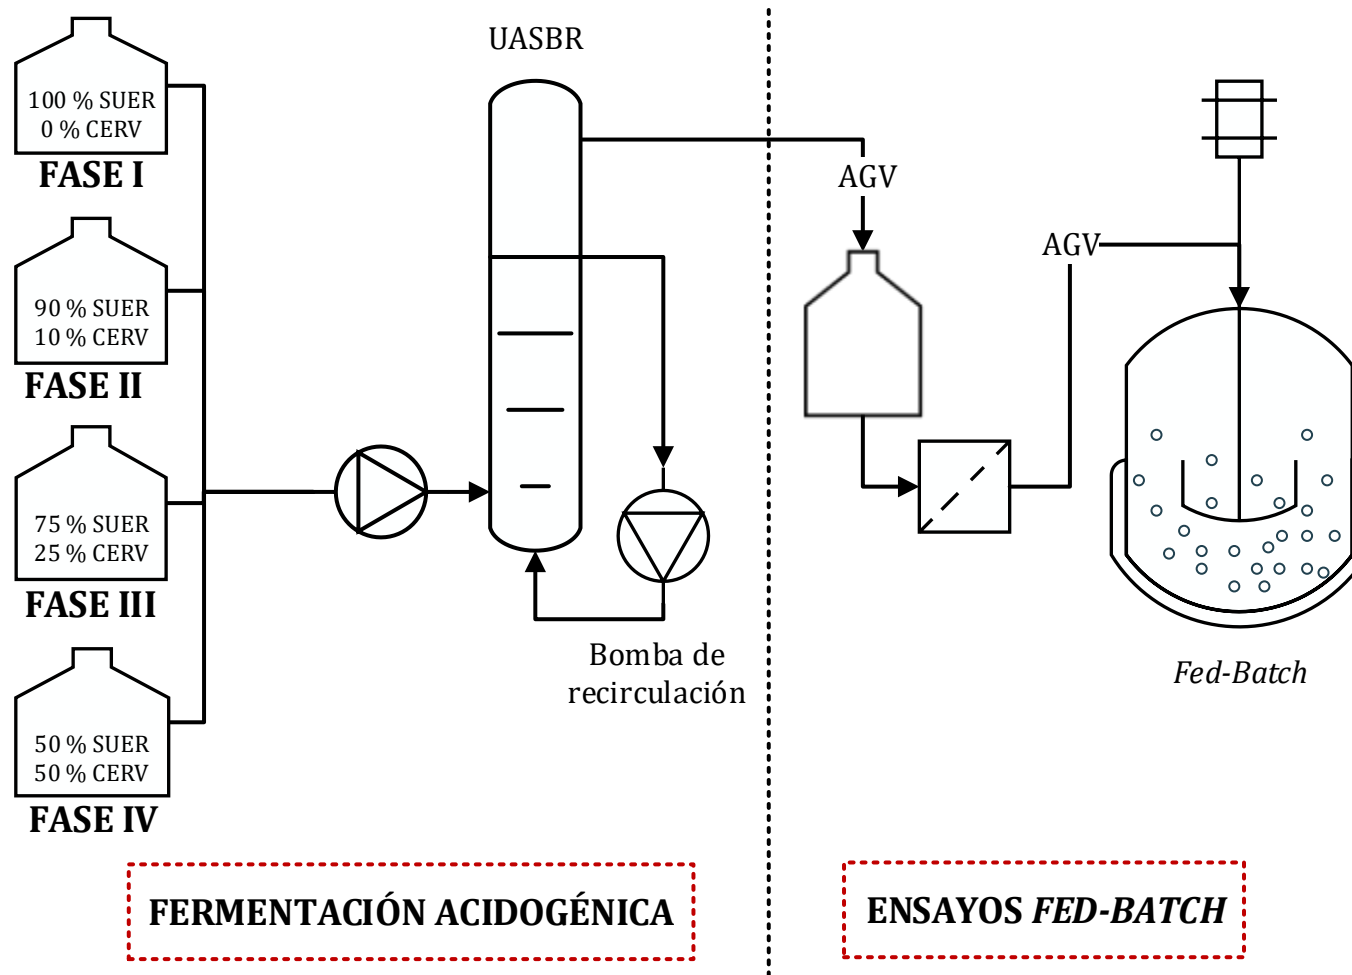 UASBR
100 % SUER
0 % CERV
FASE I
90 % SUER
10 % CERV
FASE II
75 % SUER
25 % CERV
FASE III
50 % SUER
50 % CERV
FASE IV
Bomba de
recirculación
AGV
AGV
Fed-Batch
FERMENTACIÓN ACIDOGÉNICA
ENSAYOS FED-BATCH